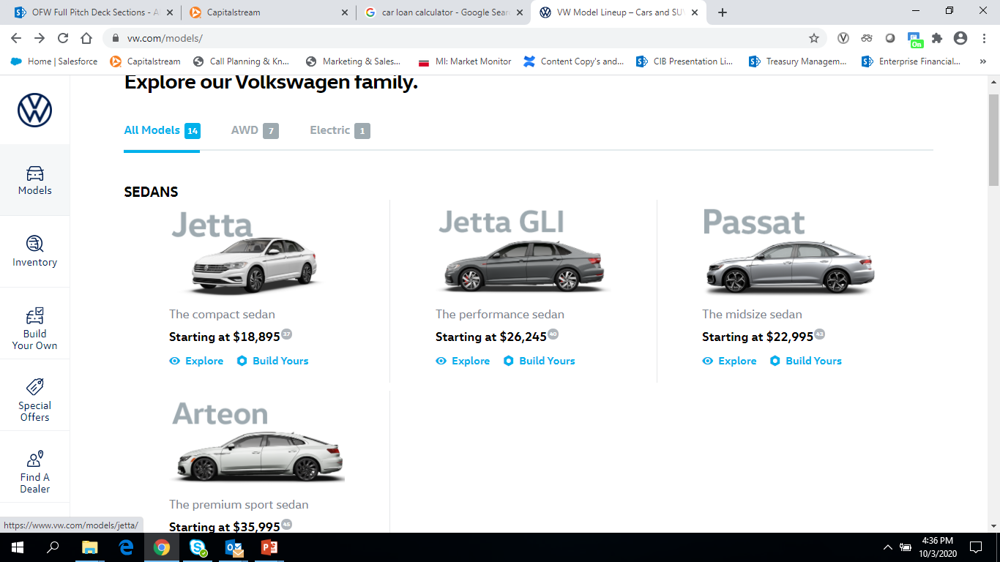 OFW Full Pitch Deck Sections - A
Capitalstream
car loan calculator - Google Sear
VW Model Lineup – Cars and SU
vw.com/models/
On
Home | Salesforce
Capitalstream
Call Planning & Kn...
Marketing & Sales...
MI: Market Monitor
Content Copy's and...
CIB Presentation Li...
Treasury Managem...
Enterprise Financial...
»
Explore our Volkswagen family.
All Models 14
AWD 7
Electric 1
Models
Inventory
Build
Your Own
Special
Offers
Find A
Dealer
SEDANS
Jetta
The compact sedan
Starting at $18,895 37
Explore
Build Yours
Jetta GLI
The performance sedan
Starting at $26,245 40
Explore
Build Yours
Passat
The midsize sedan
Starting at $22,995 43
Explore
Build Yours
Arteon
The premium sport sedan
Starting at $35,995 45
https://www.vw.com/models/jetta/
4:36 PM
10/3/2020